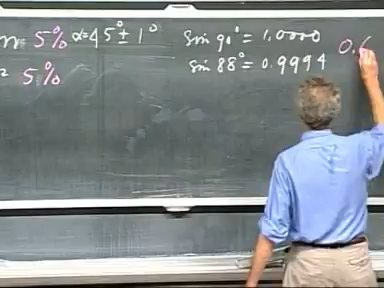 5% α=45°±1° sin 90° = 1.0000 0.6
5% sin 88° = 0.9994